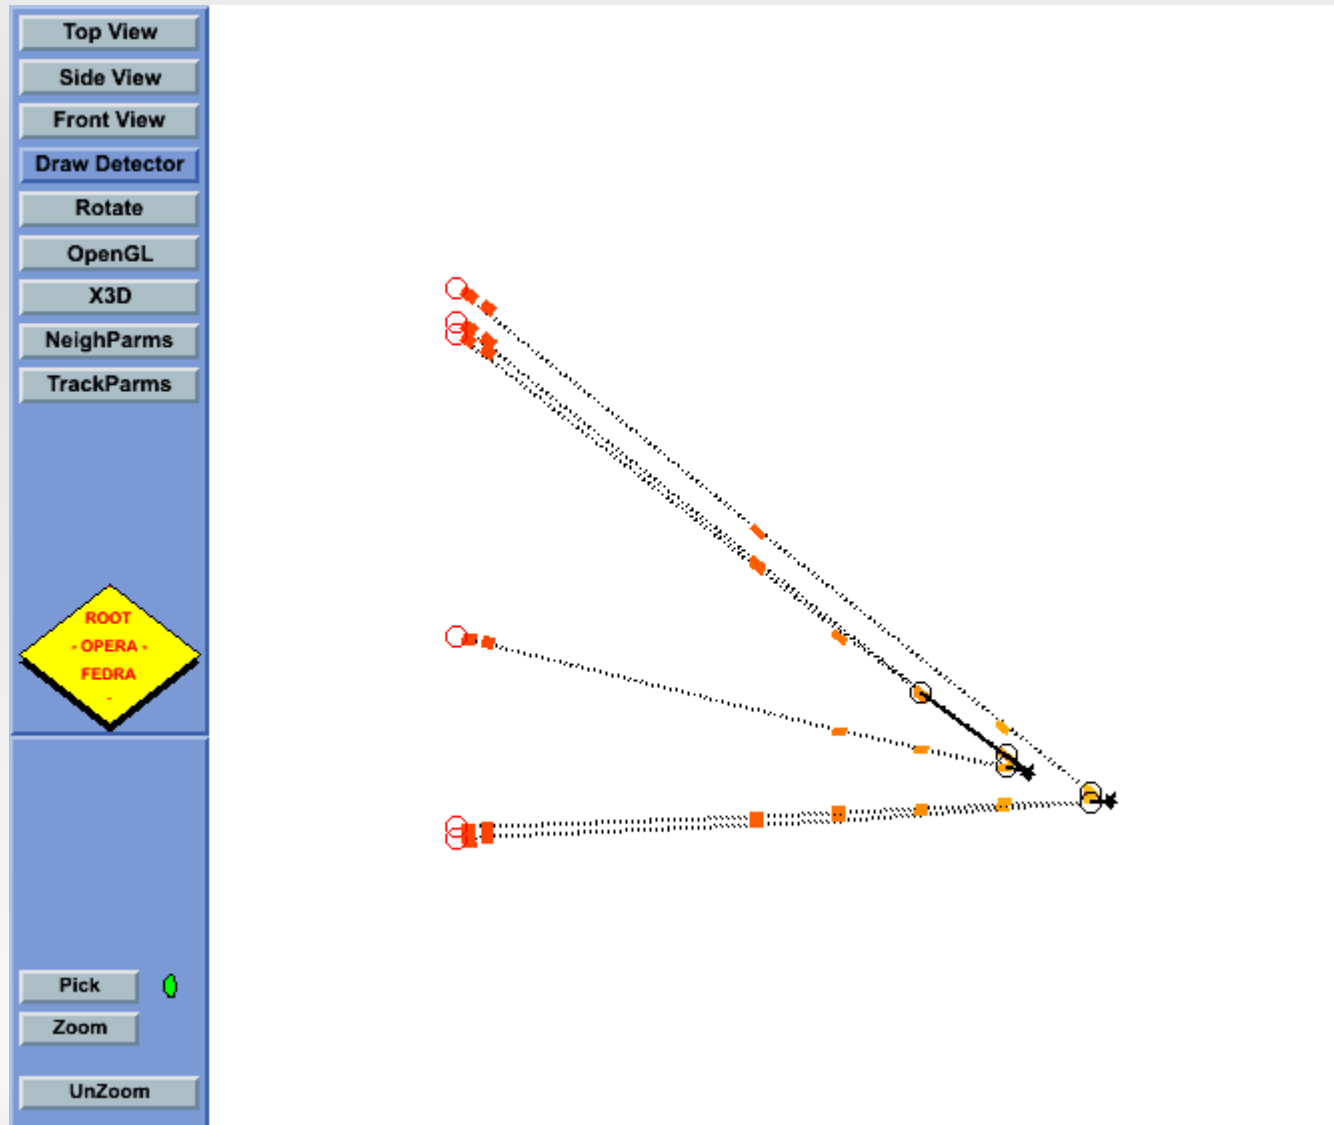 Top View
Side View
Front View
Draw Detector
Rotate
OpenGL
X3D
NeighParms
TrackParms
ROOT
- OPERA -
FEDRA
-
Pick
Zoom
UnZoom